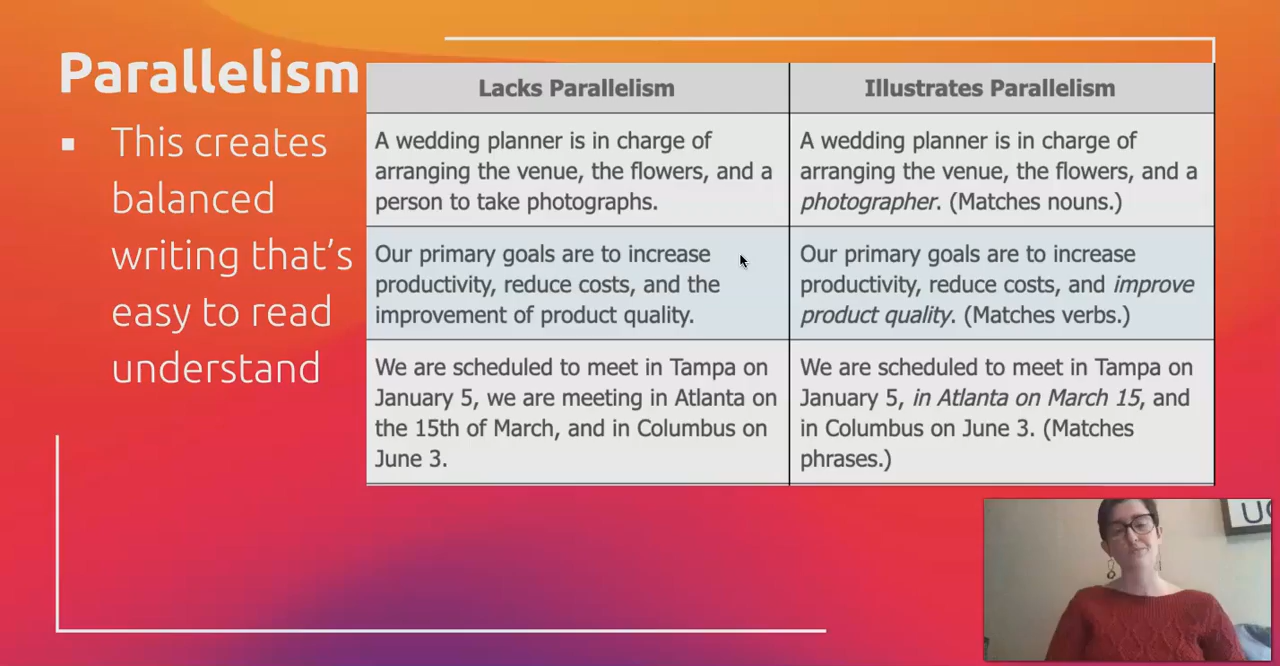 Parallelism
▪ This creates
balanced
writing that's
easy to read
understand
Lacks Parallelism
Illustrates Parallelism
A wedding planner is in charge of
arranging the venue, the flowers, and a
person to take photographs.
A wedding planner is in charge of
arranging the venue, the flowers, and a
photographer. (Matches nouns.)
Our primary goals are to increase
productivity, reduce costs, and the
improvement of product quality.
Our primary goals are to increase
productivity, reduce costs, and improve
product quality. (Matches verbs.)
We are scheduled to meet in Tampa on
January 5, we are meeting in Atlanta on
the 15th of March, and in Columbus on
June 3.
We are scheduled to meet in Tampa on
January 5, in Atlanta on March 15, and
in Columbus on June 3. (Matches
phrases.)